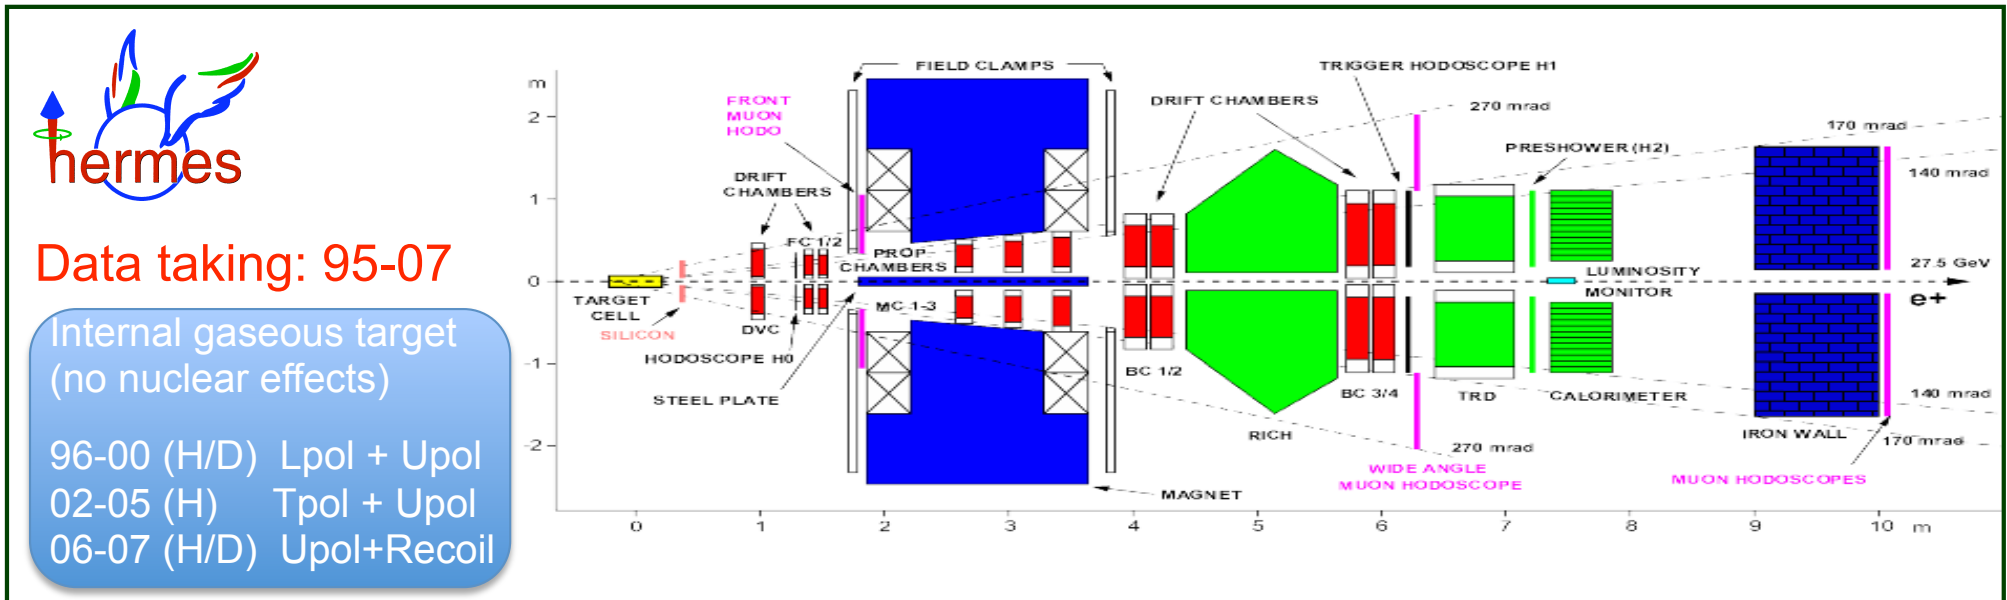 hermes
Data taking: 95-07
Internal gaseous target
(no nuclear effects)
96-00 (H/D) Lpol + Upol
02-05 (H) Tpol + Upol
06-07 (H/D) Upol+Recoil
m
2
1
0
-1
-2
FIELD CLAMPS
TRIGGER HODOSCOPE H1
FRONT
MUON
HODO
DRIFT CHAMBERS
270 mrad
170 mrad
PRESHOWER (H2)
140 mrad
DRIFT
CHAMBERS
FC 1/2
PROP
CHAMBERS
27.5 GeV
LUMINOSITY
MONITOR
e+
TARGET
CELL
SILICON
DVC
MC 1-3
HODOSCOPE H0
STEEL PLATE
BC 1/2
BC 3/4
TRD
CALORIMETER
140 mrad
RICH
270 mrad
IRON WALL
170 mrad
WIDE ANGLE
MUON HODOSCOPE
MUON HODOSCOPES
MAGNET
0 1 2 3 4 5 6 7 8 9 10 m